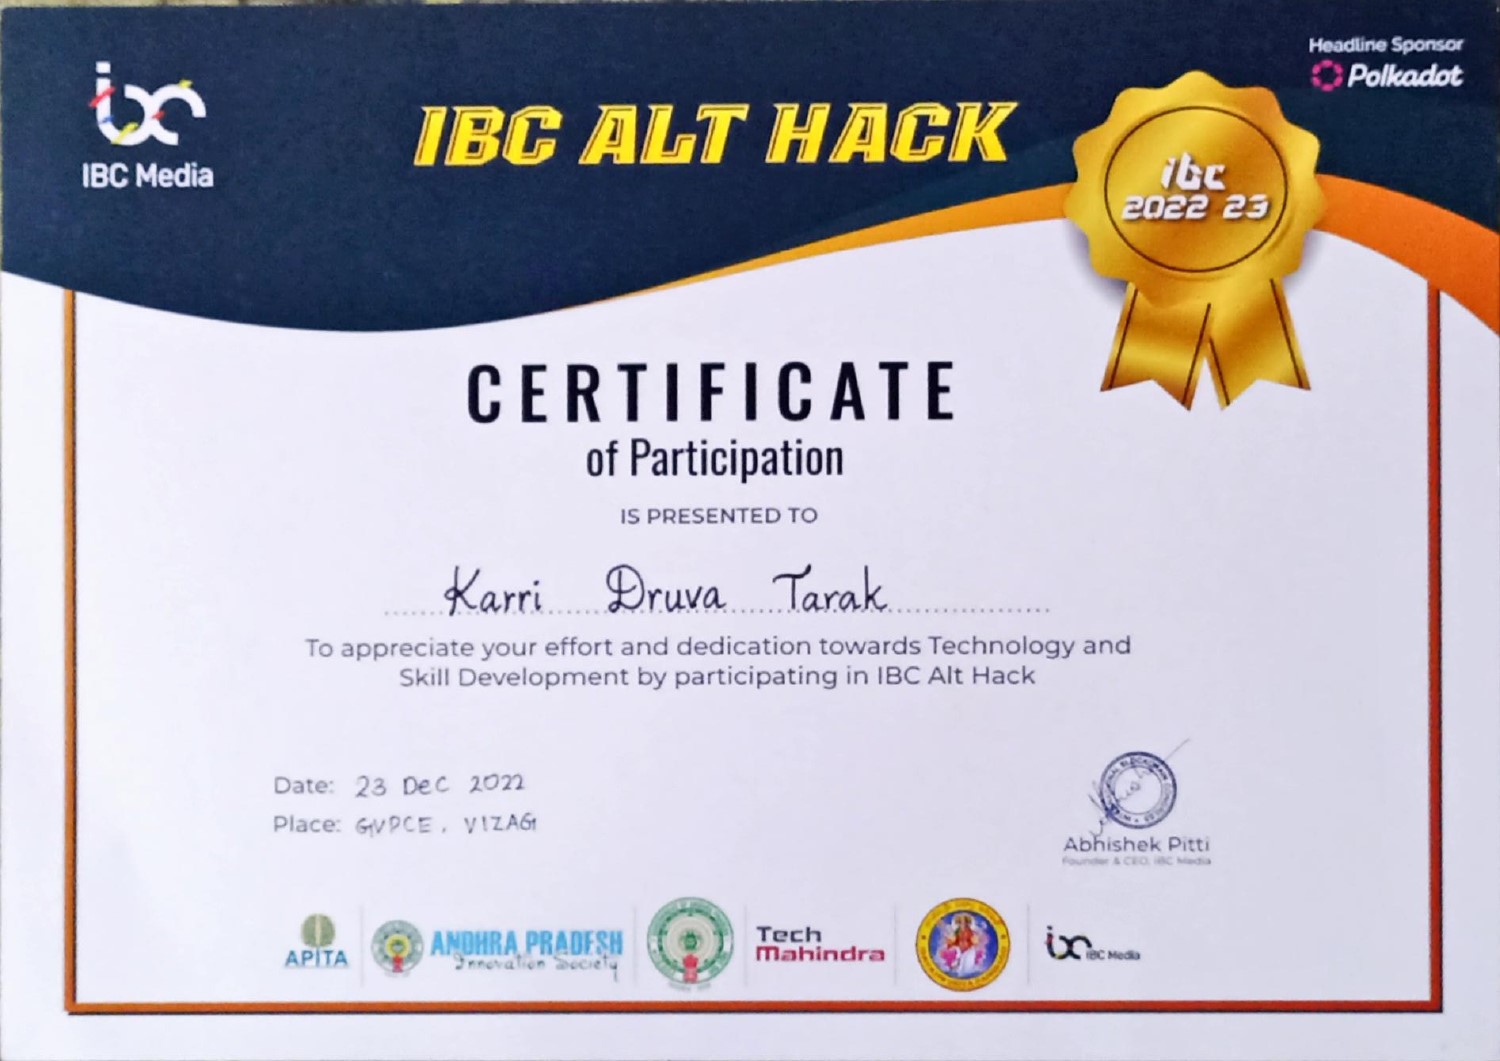 Headline Sponsor
Polkadot
IBC Media
IBC ALT HACK
ibc
2022 23
CERTIFICATE
of Participation
IS PRESENTED TO
Karri Druva Tarak
To appreciate your effort and dedication towards Technology and
Skill Development by participating in IBC Alt Hack
Date: 23 Dec 2022
Place: GVPCE, VIZAG
Abhishek Pitti
Founder & CEO, IBC Media
APITA
ANDHRA PRADESH
Innovation Society
Tech
Mahindra
IBC Media